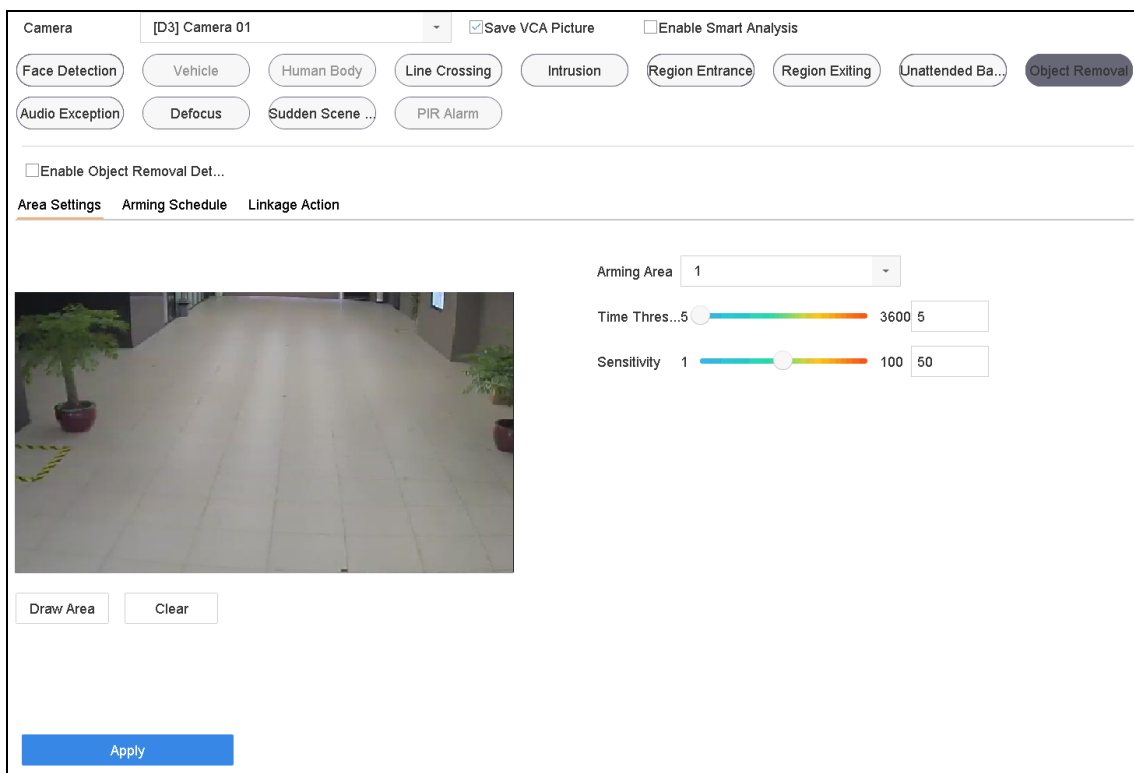 Camera [D3] Camera 01 Save VCA Picture Enable Smart Analysis
Face Detection Vehicle Human Body Line Crossing Intrusion Region Entrance Region Exiting Unattended Ba... Object Removal
Audio Exception Defocus Sudden Scene ... PIR Alarm
Enable Object Removal Det...
Area Settings Arming Schedule Linkage Action
Arming Area 1
Time Thres...5 3600 5
Sensitivity 1 100 50
Draw Area Clear
Apply